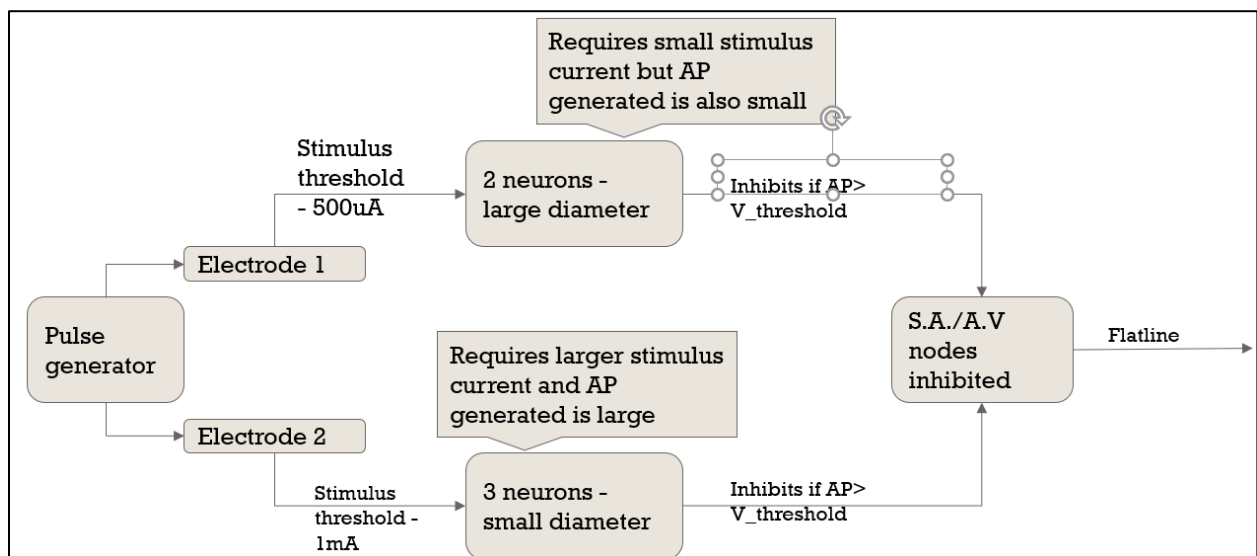 Requires small stimulus
current but AP
generated is also small
Stimulus
threshold
- 500uA
2 neurons -
large diameter
Inhibits if AP>
V_threshold
Electrode 1
Pulse
generator
S.A./A.V
nodes
inhibited
Flatline
Requires larger stimulus
current and AP
generated is large
Electrode 2
Stimulus
threshold -
1mA
3 neurons -
small diameter
Inhibits if AP>
V_threshold